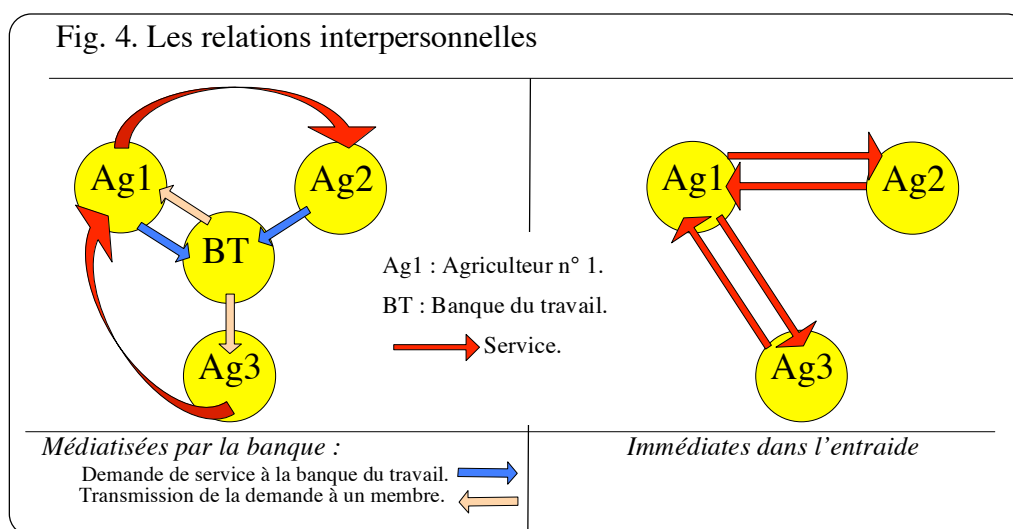 Fig. 4. Les relations interpersonnelles
Ag1
Ag2
BT
Ag3
Ag1
Ag2
Ag3
Ag1 : Agriculteur n° 1.
BT : Banque du travail.
Service.
Médiatisées par la banque :
Demande de service à la banque du travail.
Transmission de la demande à un membre.
Immédiates dans l'entraide